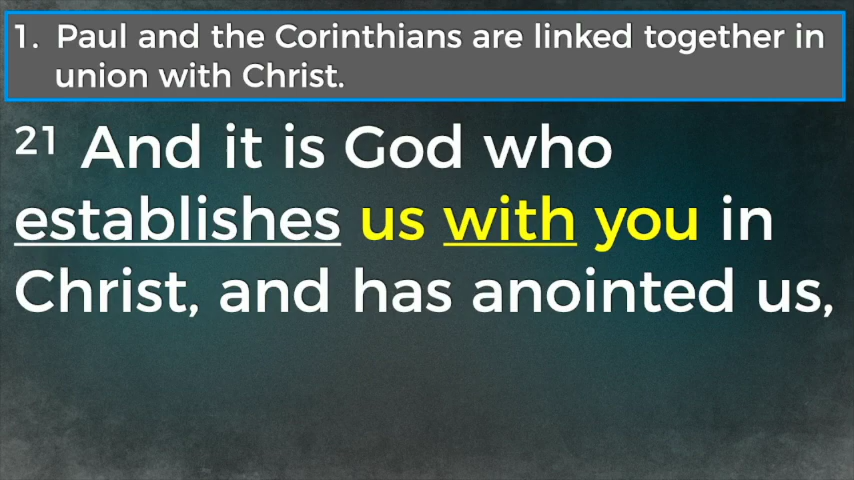 1. Paul and the Corinthians are linked together in
union with Christ.
21 And it is God who
establishes us with you in
Christ, and has anointed us,